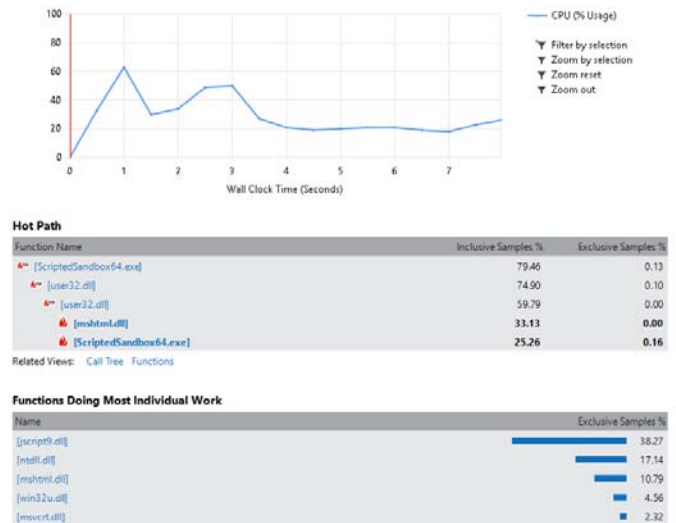 100
80
60
40
20
0
0 1 2 3 4 5 6 7
Wall Clock Time (Seconds)
CPU (% Usage)
Filter by selection
Zoom by selection
Zoom reset
Zoom out
Hot Path
Function Name Inclusive Samples % Exclusive Samples %
[ScriptedSandbox64.exe] 79.46 0.13
[user32.dll] 74.90 0.10
[user32.dll] 59.79 0.00
[mshtml.dll] 33.13 0.00
[ScriptedSandbox64.exe] 25.26 0.16
Related Views: Call Tree Functions
Functions Doing Most Individual Work
Name Exclusive Samples %
[jscript9.dll] 38.27
[ntdll.dll] 17.14
[mshtml.dll] 10.79
[win32u.dll] 4.56
[msvcrt.dll] 2.32